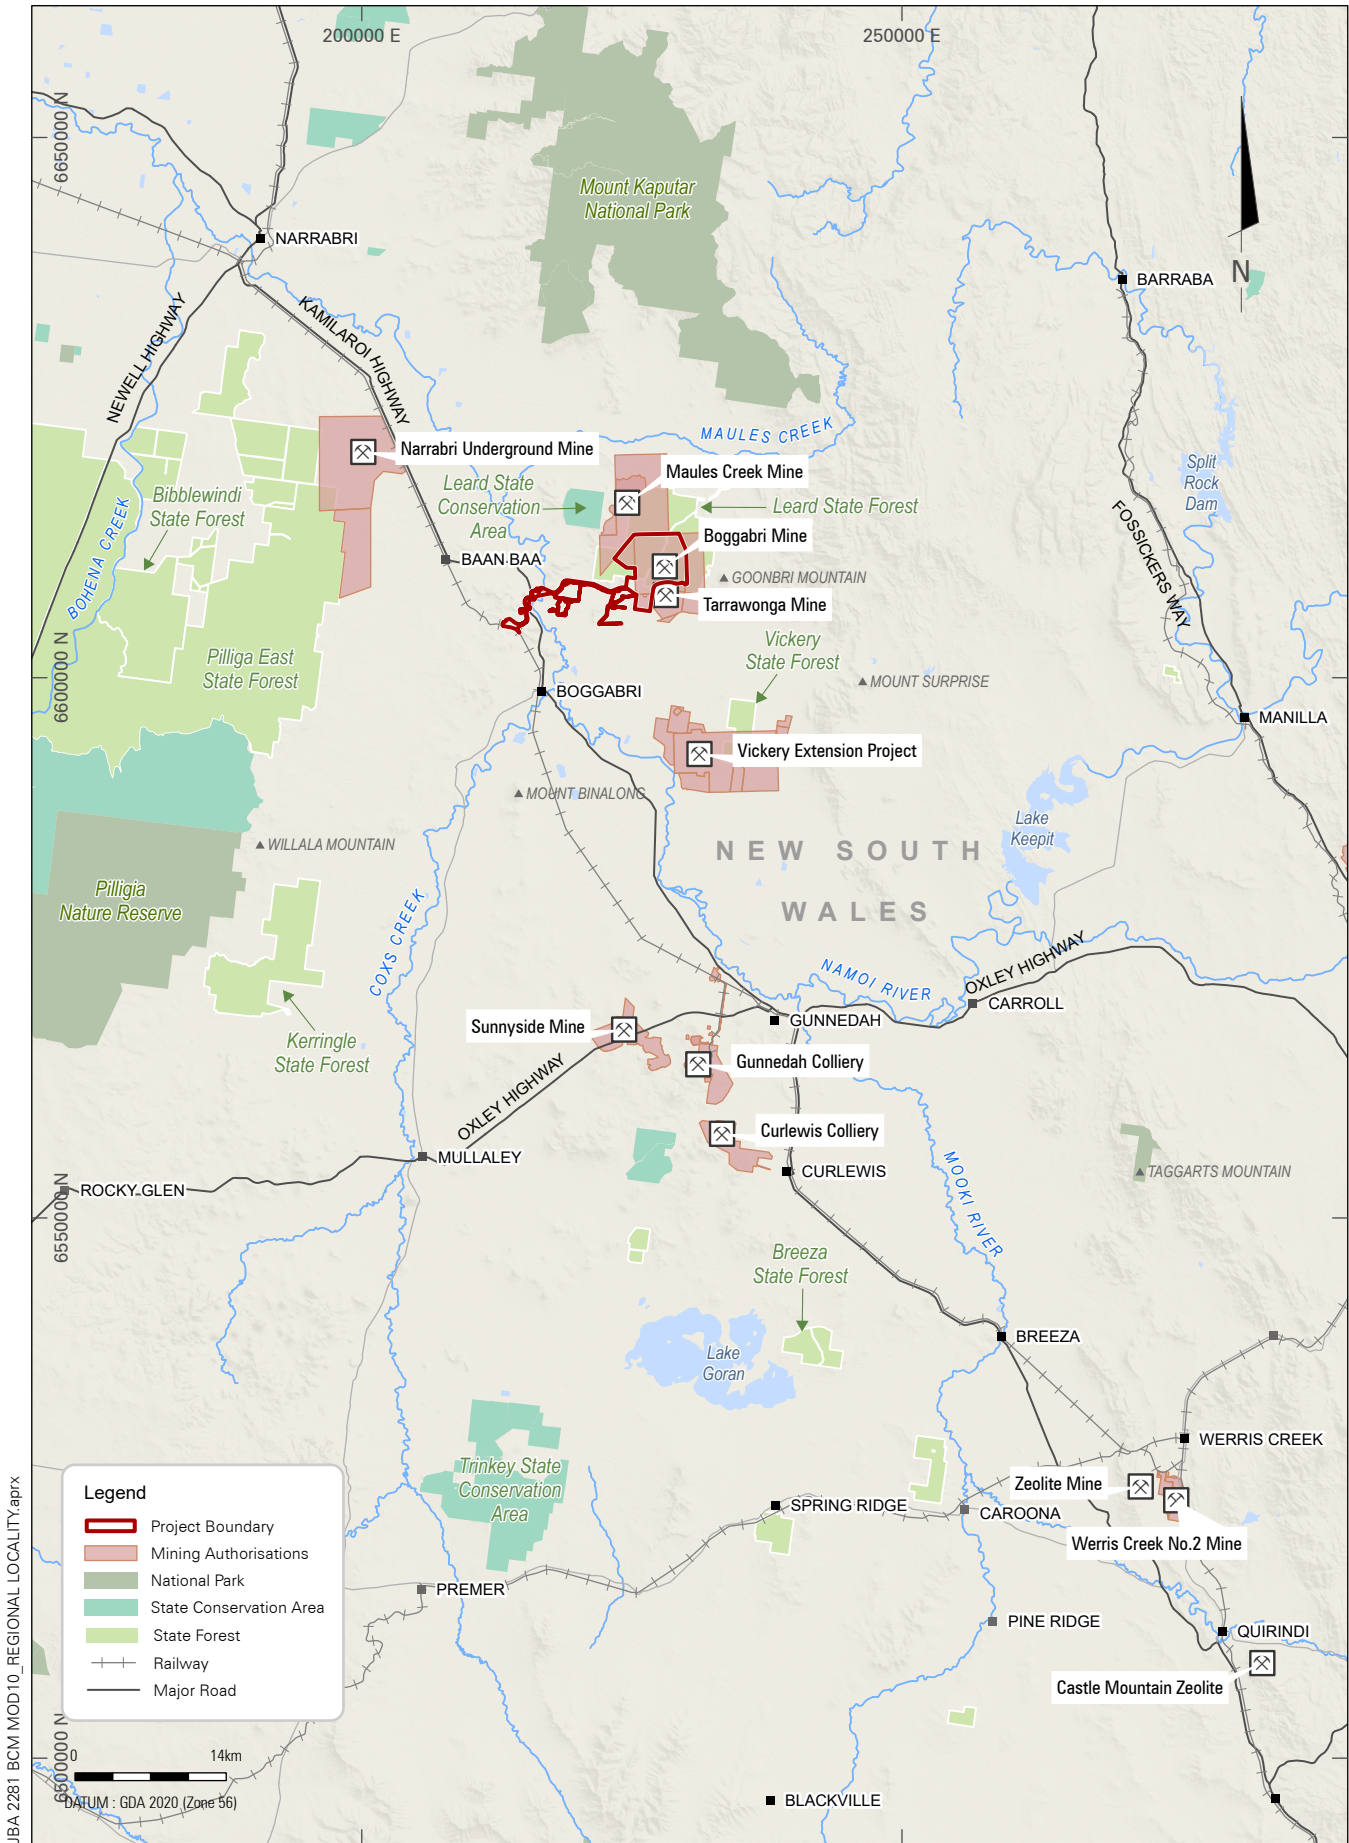 200000 E
250000 E
6650000 N
Mount Kaputar
National Park
NARRABRI
N
BARRABA
NEWELL HIGHWAY
KAMILAROI HIGHWAY
MAULES CREEK
Narrabri Underground Mine
Maules Creek Mine
Split
Rock
Dam
Leard State
Conservation
Area
Bibblewindi
State Forest
Leard State Forest
BOHENA CREEK
FOSSICKERS WAY
Boggabri Mine
BAAN BAA
GOONBRI MOUNTAIN
Tarrawonga Mine
6600000 N
Vickery
State Forest
Pilliga East
State Forest
MOUNT SURPRISE
BOGGABRI
MANILLA
Vickery Extension Project
MOUNT BINALONG
Lake
Keepit
WILLALA MOUNTAIN
NEW SOUTH
WALES
Pilligia
Nature Reserve
COXS CREEK
NAMOI RIVER
OXLEY HIGHWAY
CARROLL
GUNNEDAH
Sunnyside Mine
Kerringle
State Forest
Gunnedah Colliery
OXLEY HIGHWAY
Curlewis Colliery
MULLALEY
CURLEWIS
MOOKI RIVER
TAGGARTS MOUNTAIN
ROCKY GLEN
6550000 N
Breeza
State Forest
BREEZA
Lake
Goran
WERRIS CREEK
Trinkey State
Conservation
Area
Zeolite Mine
SPRING RIDGE
CAROONA
Werris Creek No.2 Mine
PREMER
PINE RIDGE
QUIRINDI
Castle Mountain Zeolite
BLACKVILLE
Legend
Project Boundary
Mining Authorisations
National Park
State Conservation Area
State Forest
Railway
Major Road
6500000 N
0 14km
DATUM : GDA 2020 (Zone 56)
JBA 2281 BCM MOD10_REGIONAL LOCALITY.aprx